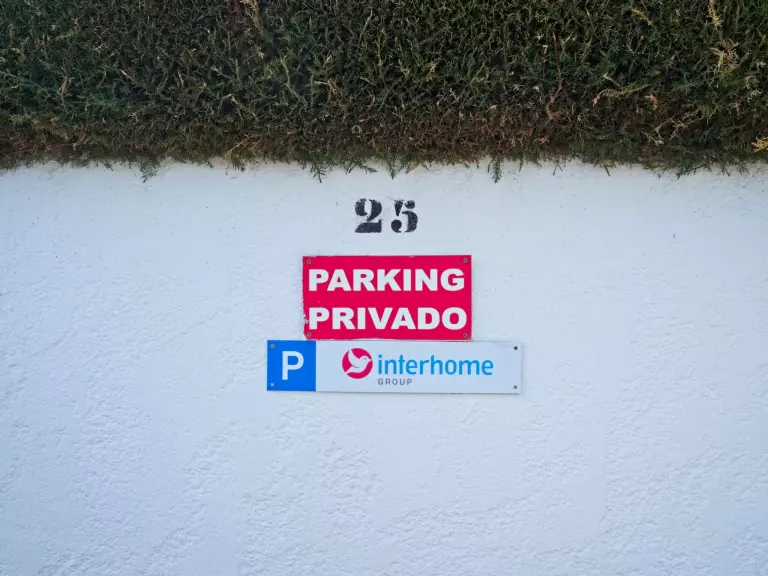 25
PARKING
PRIVADO
P interhome
GROUP